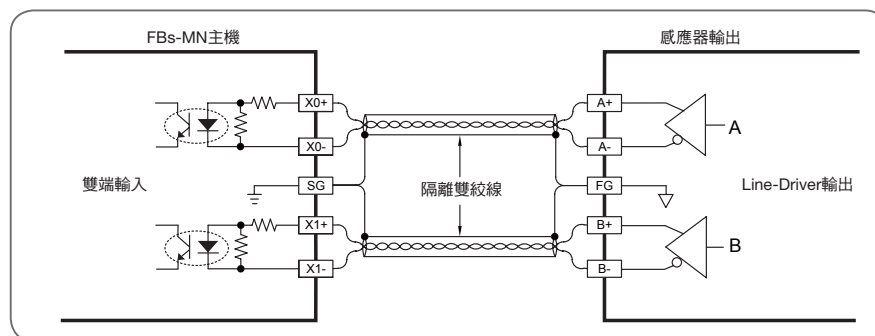 FBs-MN主機
感應器輸出
X0+
A+
A
X0-
A-
雙端輸入
SG
隔離雙絞線
FG
Line-Driver輸出
X1+
B+
B
X1-
B-